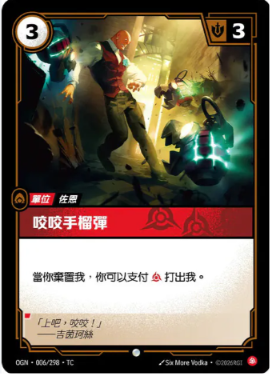 3
3
單位 佐恩
咬咬手榴彈
當你棄置我，你可以支付 打出我。
「上吧，咬咬！」
——吉茵珂絲
OGN • 006/298 • TC
Six More Vodka • ©2026 RGI